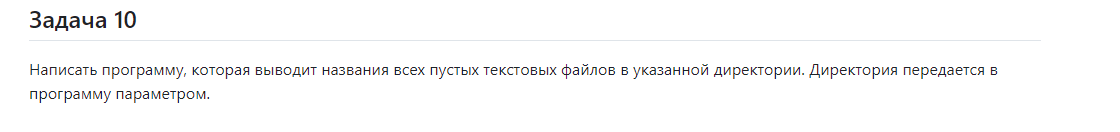 Задача 10
Написать программу, которая выводит названия всех пустых текстовых файлов в указанной директории. Директория передается в
программу параметром.